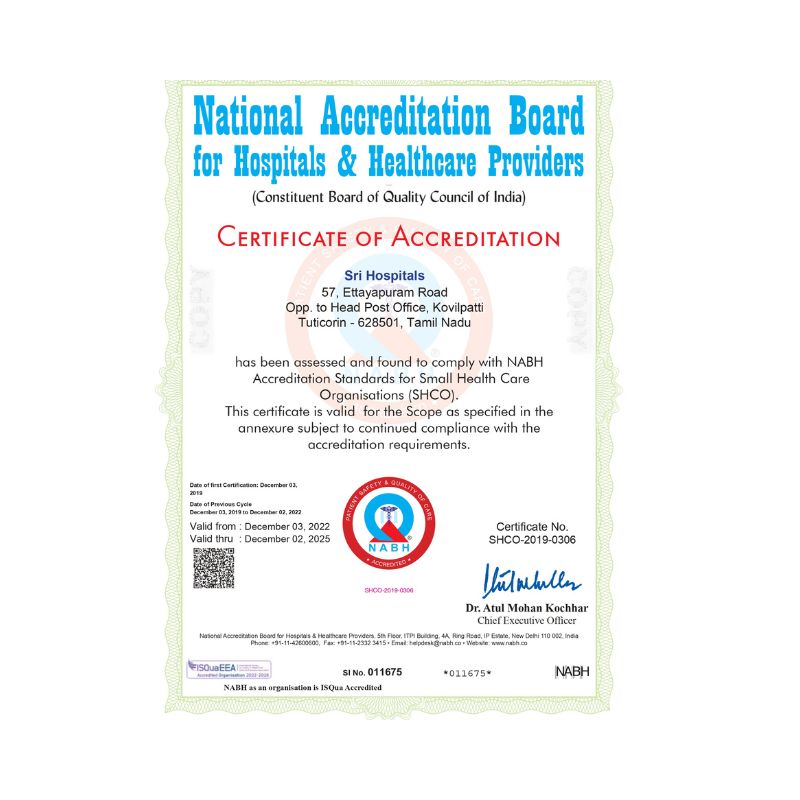 National Accreditation Board
for Hospitals & Healthcare Providers
(Constituent Board of Quality Council of India)
CERTIFICATE OF ACCREDITATION
Sri Hospitals
57, Ettayapuram Road
Opp. to Head Post Office, Kovilpatti
Tuticorin - 628501, Tamil Nadu
COPY
COPY
has been assessed and found to comply with NABH
Accreditation Standards for Small Health Care
Organisations (SHCO).
This certificate is valid for the Scope as specified in the
annexure subject to continued compliance with the
accreditation requirements.
Date of first Certification: December 03,
2019
Date of Previous Cycle
December 03, 2019 to December 02, 2022
Valid from : December 03, 2022
Valid thru : December 02, 2025
PATIENT SAFETY & QUALITY OF CARE
NABH
®
• ACCREDITED •
SHCO-2019-0306
Certificate No.
SHCO-2019-0306
Dr. Atul Mohan Kochhar
Chief Executive Officer
National Accreditation Board for Hospitals & Healthcare Providers, 5th Floor, ITPI Building, 4A, Ring Road, IP Estate, New Delhi 110 002, India
Phone: +91-11-42600600, Fax: +91-11-2332 3415 • Email: helpdesk@nabh.co • Website: www.nabh.co
ISQuaEEA
Accredited Organisation 2022-2026
NABH as an organisation is ISQua Accredited
SI No. 011675
*011675*
NABH